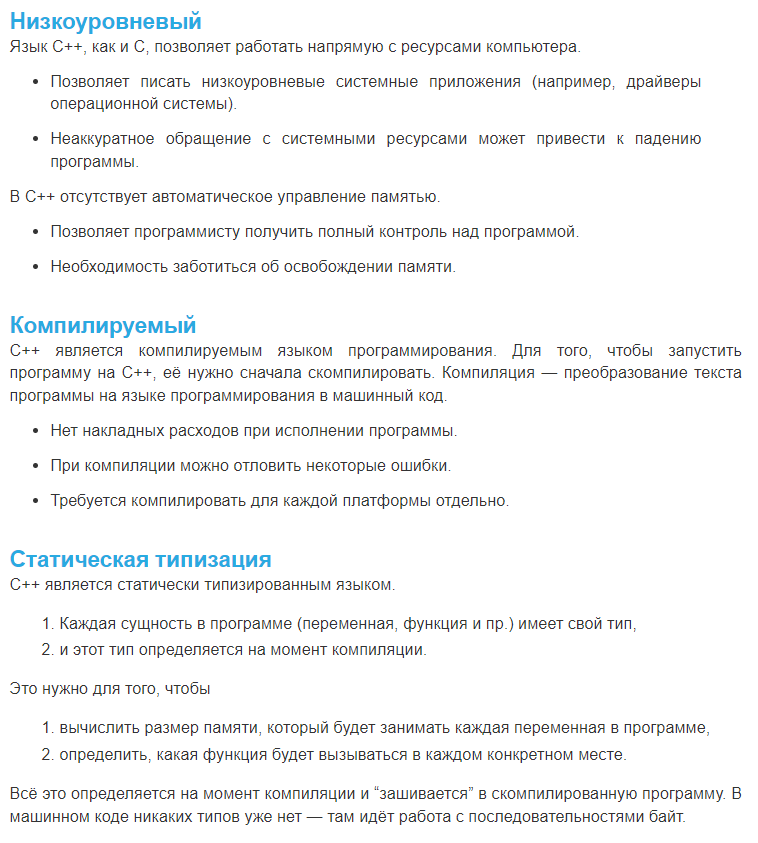 Низкоуровневый
Язык C++, как и C, позволяет работать напрямую с ресурсами компьютера.
• Позволяет писать низкоуровневые системные приложения (например, драйверы
операционной системы).
• Неаккуратное обращение с системными ресурсами может привести к падению
программы.
В C++ отсутствует автоматическое управление памятью.
• Позволяет программисту получить полный контроль над программой.
• Необходимость заботиться об освобождении памяти.
Компилируемый
C++ является компилируемым языком программирования. Для того, чтобы запустить
программу на C++, её нужно сначала скомпилировать. Компиляция — преобразование текста
программы на языке программирования в машинный код.
• Нет накладных расходов при исполнении программы.
• При компиляции можно отловить некоторые ошибки.
• Требуется компилировать для каждой платформы отдельно.
Статическая типизация
C++ является статически типизированным языком.
1. Каждая сущность в программе (переменная, функция и пр.) имеет свой тип,
2. и этот тип определяется на момент компиляции.
Это нужно для того, чтобы
1. вычислить размер памяти, который будет занимать каждая переменная в программе,
2. определить, какая функция будет вызываться в каждом конкретном месте.
Всё это определяется на момент компиляции и “зашивается” в скомпилированную программу. В
машинном коде никаких типов уже нет — там идёт работа с последовательностями байт.